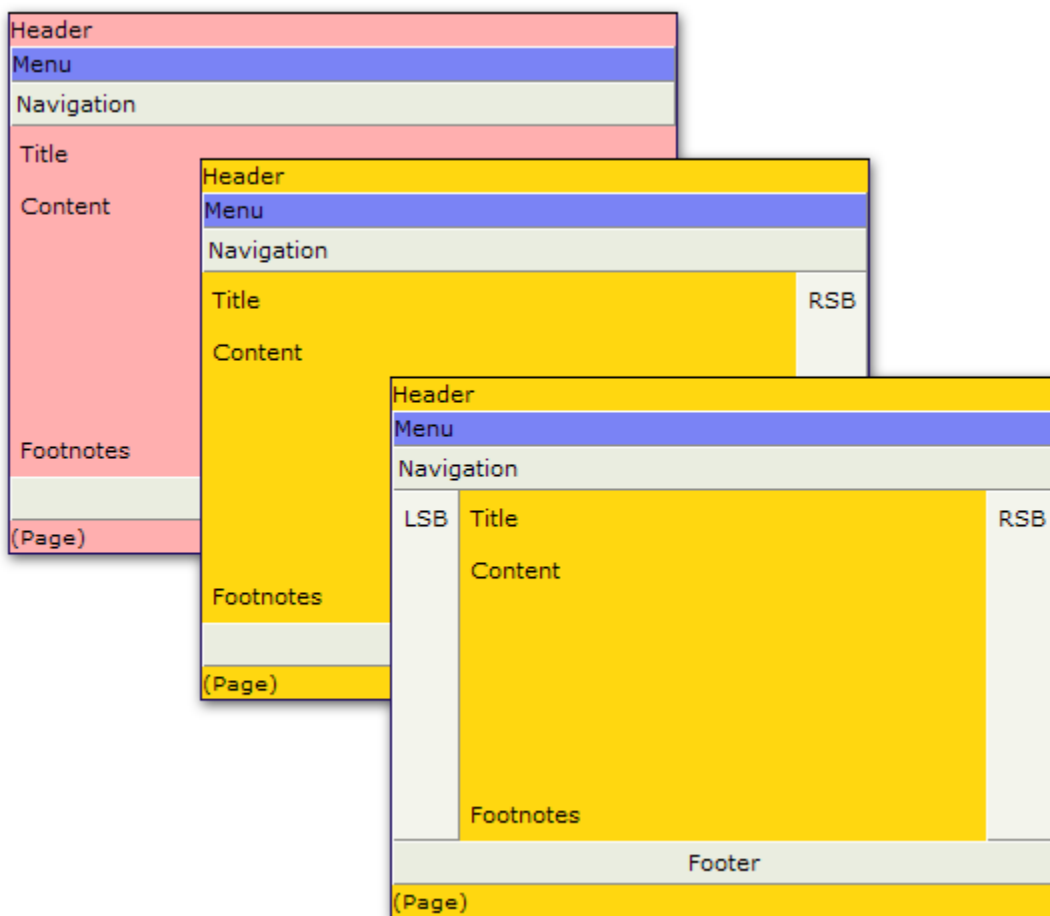 Header
Menu
Navigation
Title
Content
Footnotes
(Page)
Header
Menu
Navigation
Title RSB
Content
Footnotes
(Page)
Header
Menu
Navigation
LSB Title RSB
Content
Footnotes
Footer
(Page)